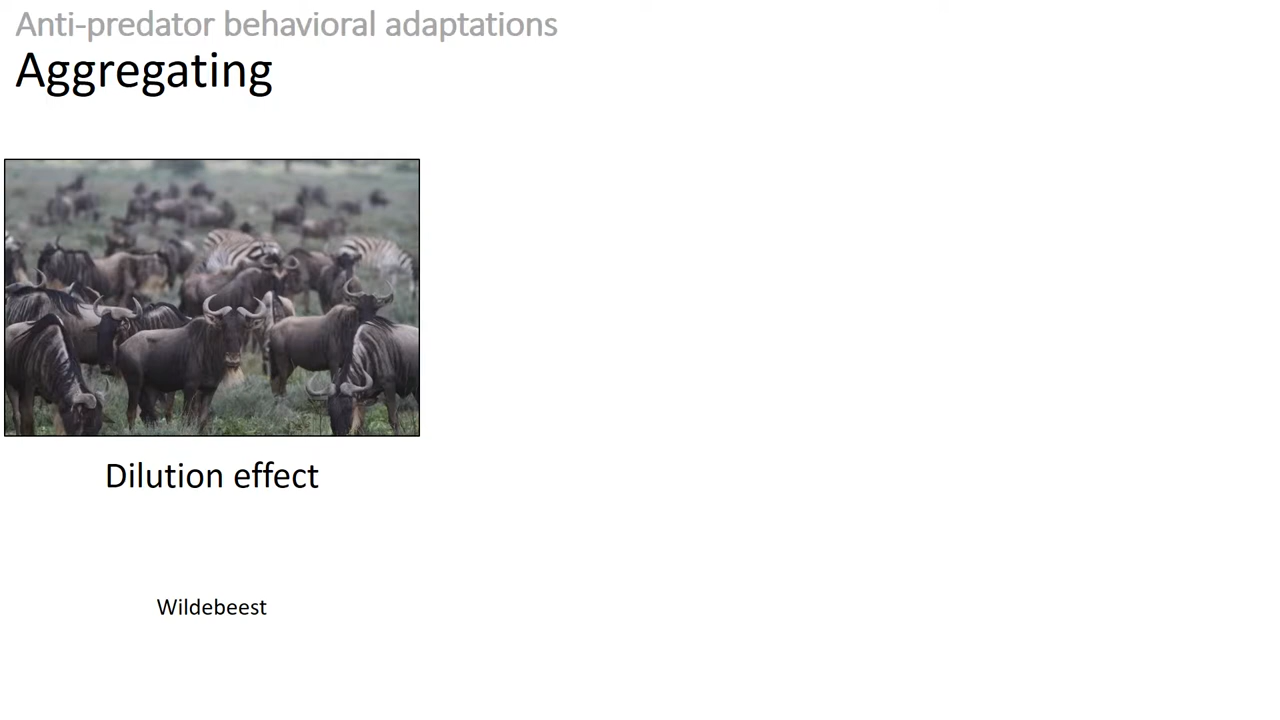 Anti-predator behavioral adaptations
Aggregating
Dilution effect
Wildebeest